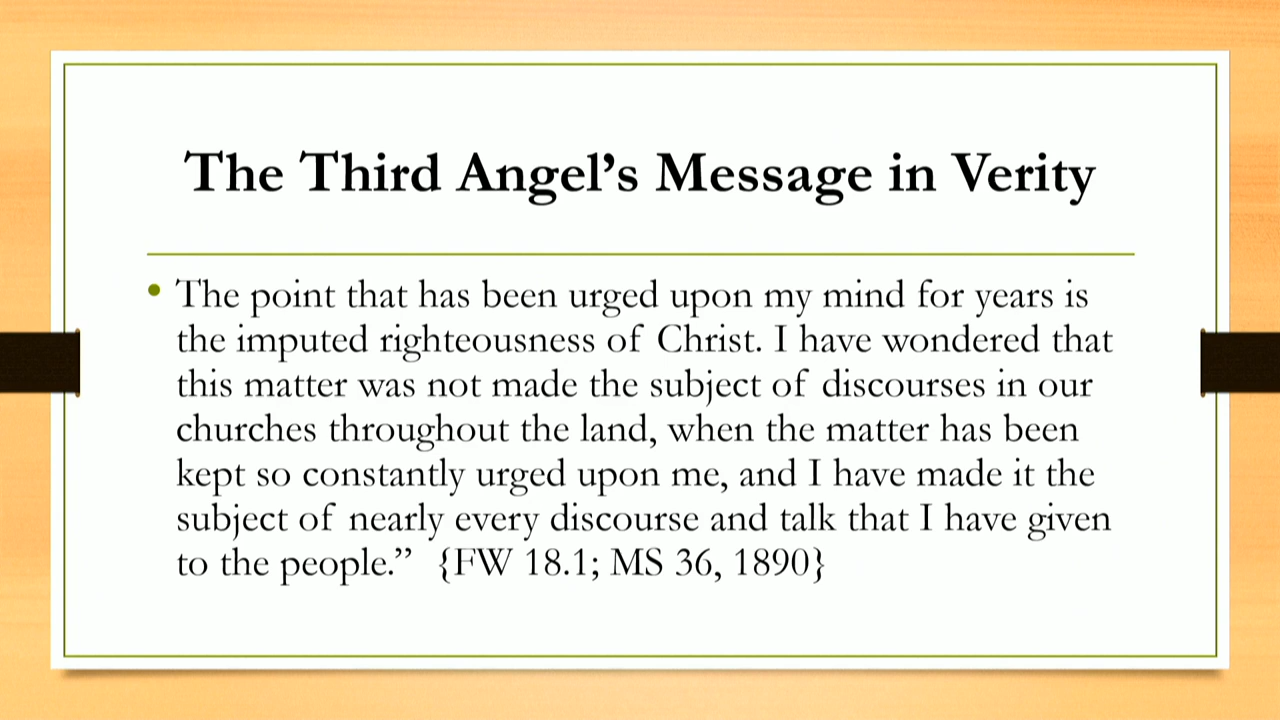 The Third Angel’s Message in Verity
• The point that has been urged upon my mind for years is
the imputed righteousness of Christ. I have wondered that
this matter was not made the subject of discourses in our
churches throughout the land, when the matter has been
kept so constantly urged upon me, and I have made it the
subject of nearly every discourse and talk that I have given
to the people.” {FW 18.1; MS 36, 1890}